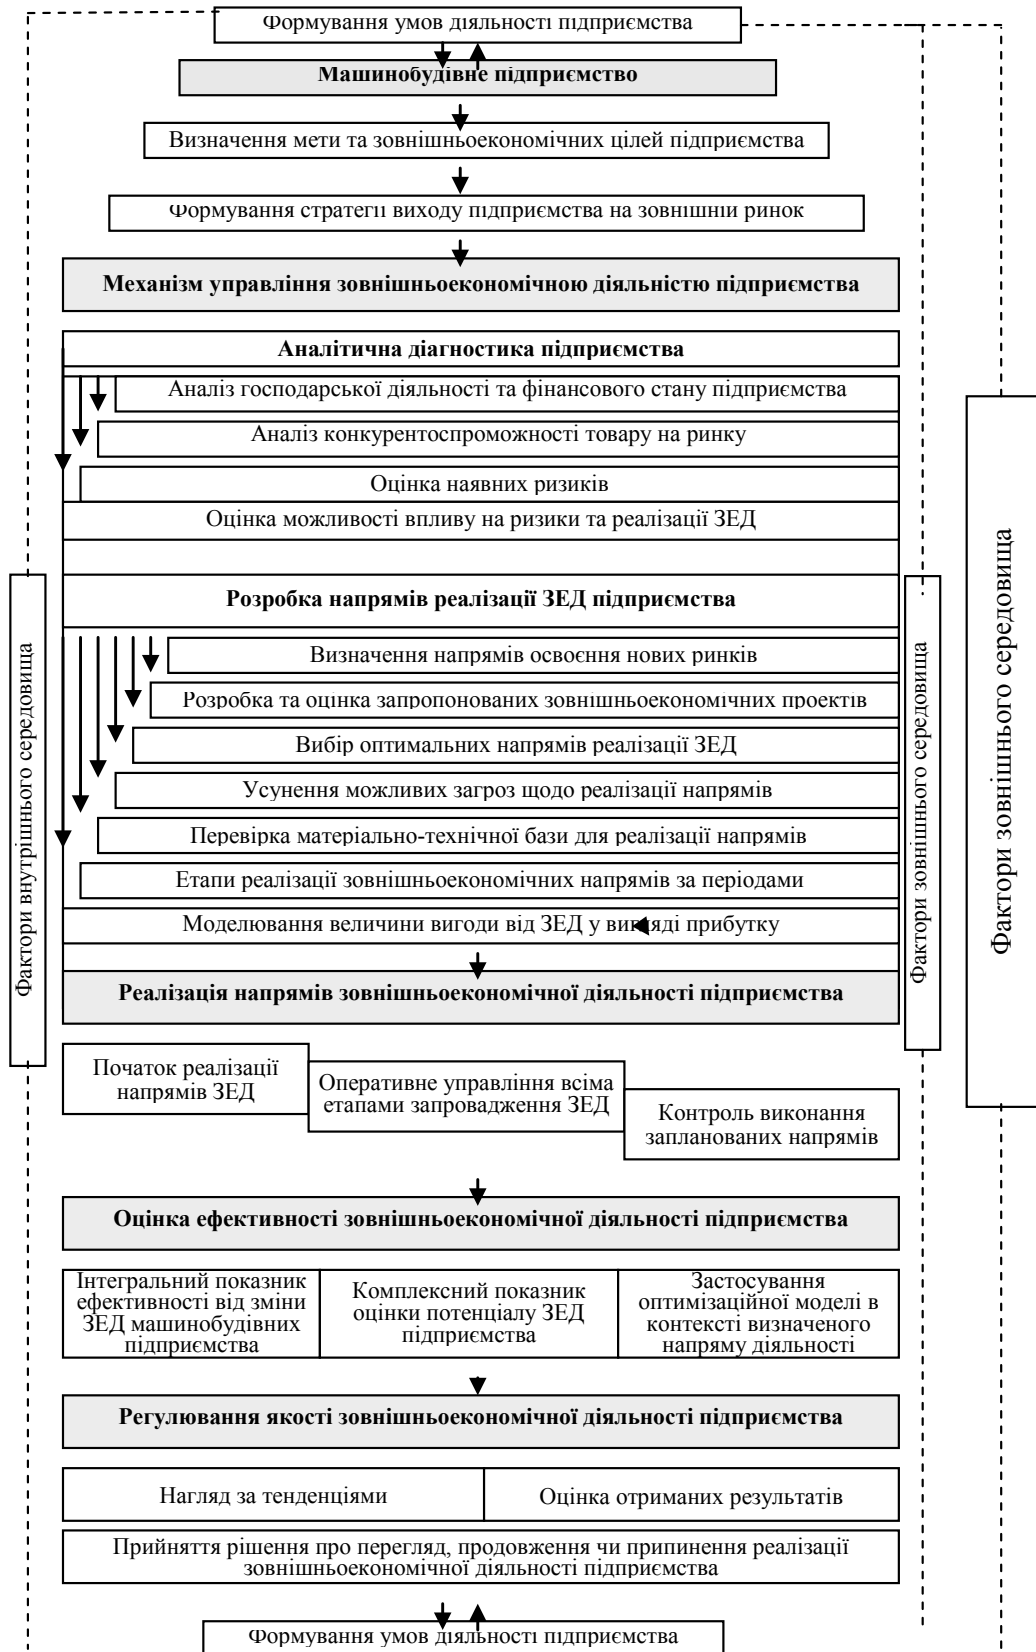 Формування умов діяльності підприємства
Машинобудівне підприємство
Визначення мети та зовнішньоекономічних цілей підприємства
Формування стратегії виходу підприємства на зовнішній ринок
Механізм управління зовнішньоекономічною діяльністю підприємства
Аналітична діагностика підприємства
Аналіз господарської діяльності та фінансового стану підприємства
Аналіз конкурентоспроможності товару на ринку
Оцінка наявних ризиків
Оцінка можливості впливу на ризики та реалізації ЗЕД
Розробка напрямів реалізації ЗЕД підприємства
Визначення напрямів освоєння нових ринків
Розробка та оцінка запропонованих зовнішньоекономічних проектів
Вибір оптимальних напрямів реалізації ЗЕД
Усунення можливих загроз щодо реалізації напрямів
Перевірка матеріально-технічної бази для реалізації напрямів
Етапи реалізації зовнішньоекономічних напрямів за періодами
Моделювання величини вигоди від ЗЕД у вигляді прибутку
Реалізація напрямів зовнішньоекономічної діяльності підприємства
Початок реалізації
напрямів ЗЕД
Оперативне управління всіма
етапами запровадження ЗЕД
Контроль виконання
запланованих напрямів
Оцінка ефективності зовнішньоекономічної діяльності підприємства
Інтегральний показник
ефективності від зміни
ЗЕД машинобудівних
підприємства
Комплексний показник
оцінки потенціалу ЗЕД
підприємства
Застосування
оптимізаційної моделі в
контексті визначеного
напряму діяльності
Регулювання якості зовнішньоекономічної діяльності підприємства
Нагляд за тенденціями
Оцінка отриманих результатів
Прийняття рішення про перегляд, продовження чи припинення реалізації
зовнішньоекономічної діяльності підприємства
Формування умов діяльності підприємства
Фактори внутрішнього середовища
Фактори зовнішнього середовища
Фактори зовнішнього середовища